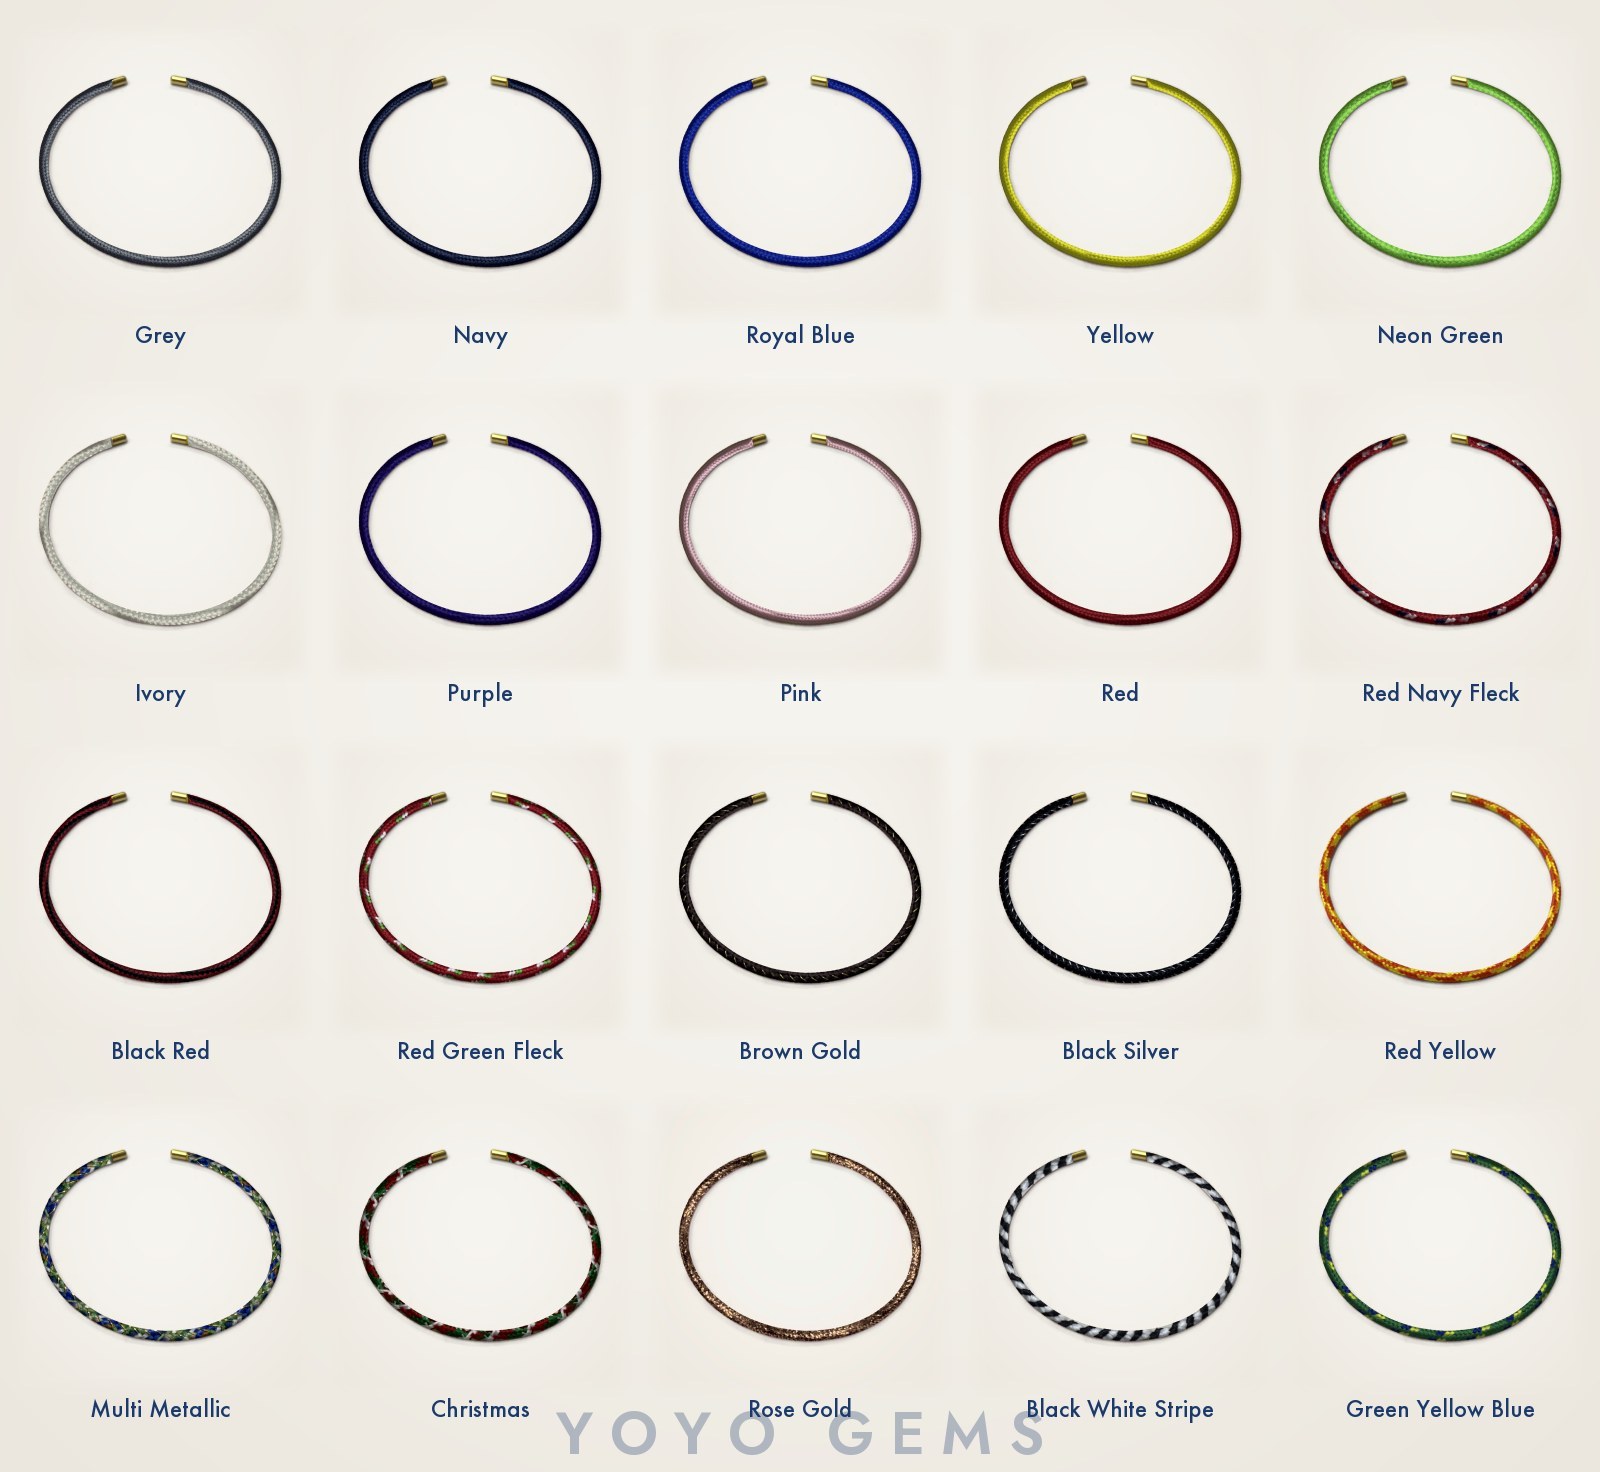 Grey
Navy
Royal Blue
Yellow
Neon Green
Ivory
Purple
Pink
Red
Red Navy Fleck
Black Red
Red Green Fleck
Brown Gold
Black Silver
Red Yellow
Multi Metallic
Christmas
Rose Gold
Black White Stripe
Green Yellow Blue
YOYO GEMS